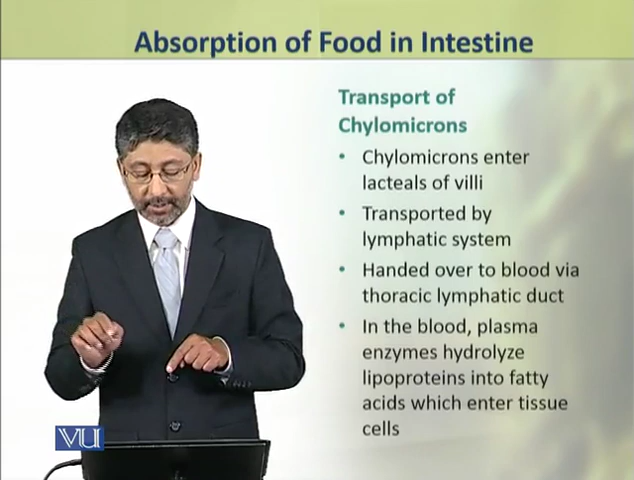 Absorption of Food in Intestine
Transport of
Chylomicrons
• Chylomicrons enter
lacteals of villi
• Transported by
lymphatic system
• Handed over to blood via
thoracic lymphatic duct
• In the blood, plasma
enzymes hydrolyze
lipoproteins into fatty
acids which enter tissue
cells
VU